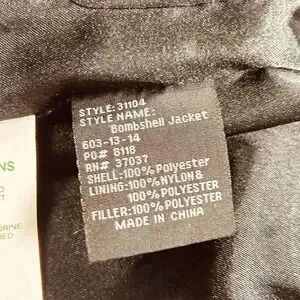 STYLE: 31104
STYLE NAME:
Bombshell Jacket
603-13-14
PO# 8118
RN# 37037
SHELL:100%Polyester
LINING:100%NYLON&
100%POLYESTER
FILLER:100%POLYESTER
MADE IN CHINA